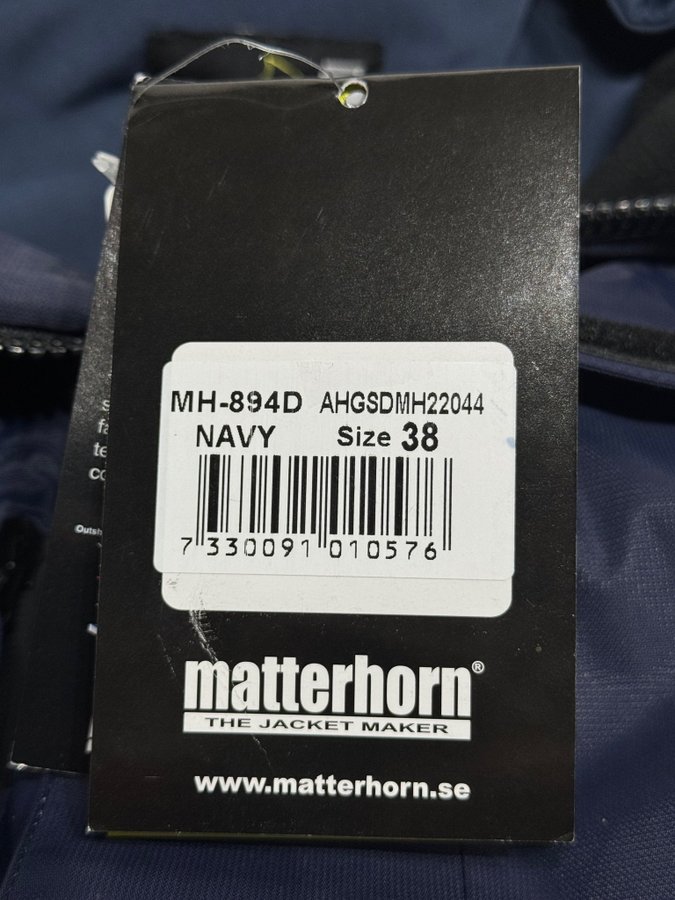 MH-894D AHGSDMH22044
NAVY Size 38
7 330091 010576
matterhorn®
THE JACKET MAKER
www.matterhorn.se